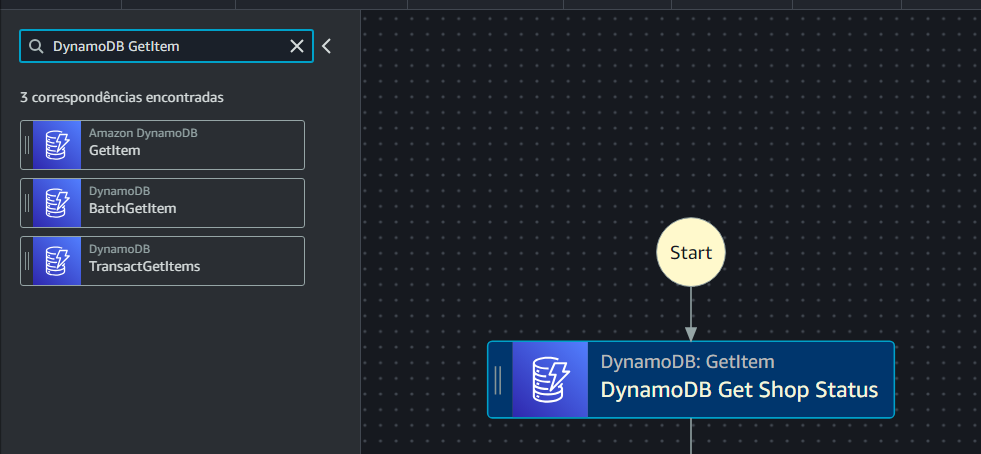 DynamoDB GetItem
3 correspondências encontradas
Amazon DynamoDB
GetItem
DynamoDB
BatchGetItem
DynamoDB
TransactGetItems
Start
DynamoDB: GetItem
DynamoDB Get Shop Status